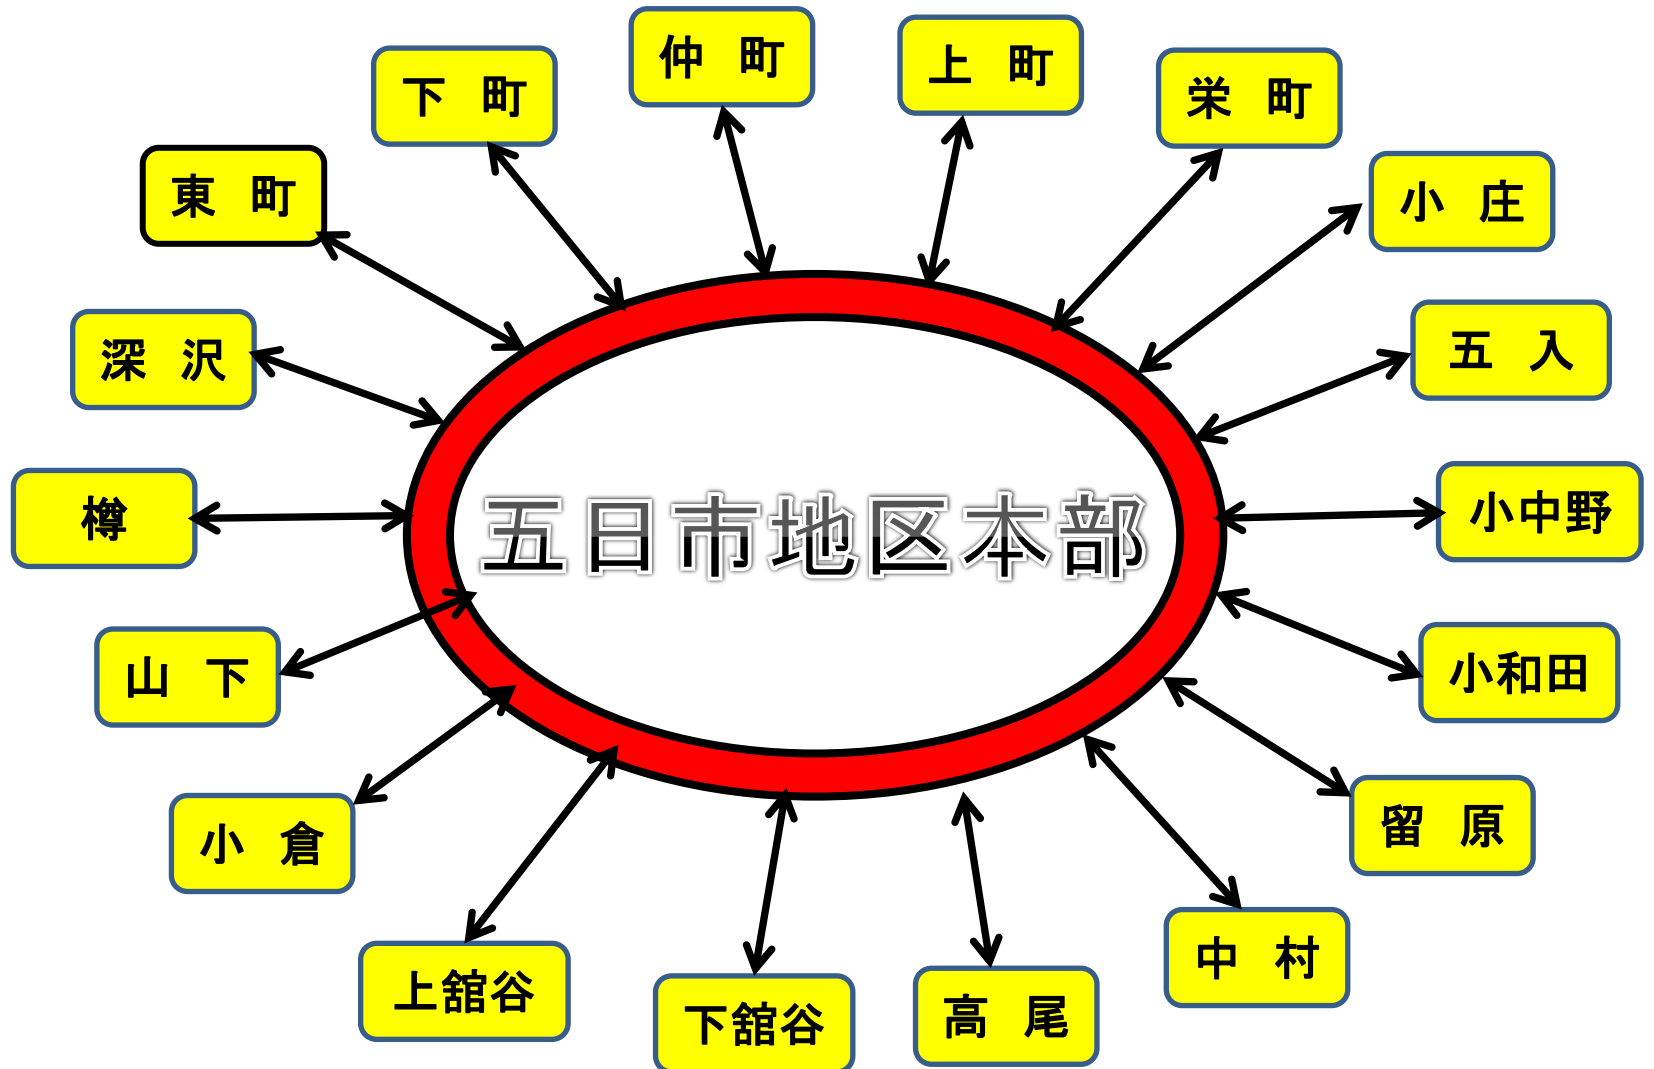 仲 町
上 町
下 町
栄 町
東 町
小 庄
深 沢
五 入
樽
小中野
五日市地区本部
山 下
小和田
小 倉
留 原
中 村
上舘谷
下舘谷
高 尾